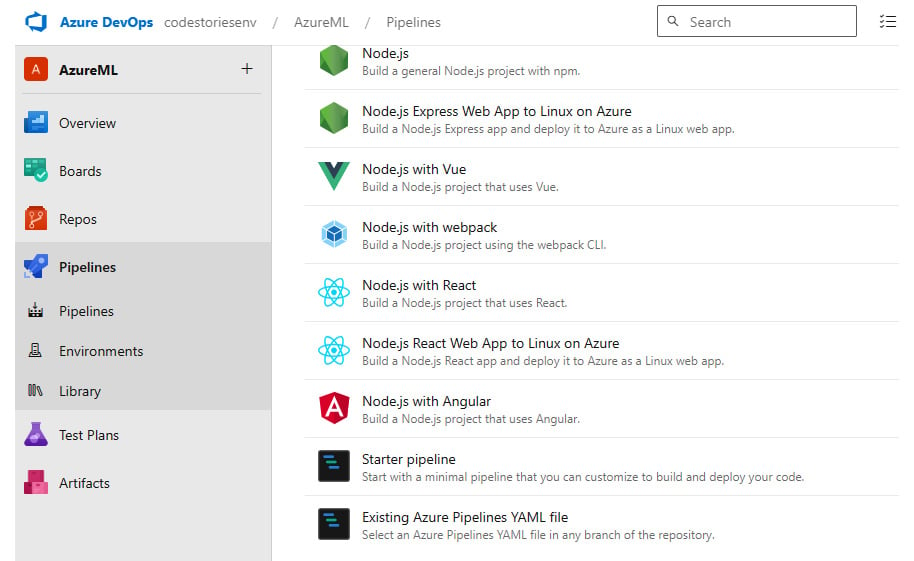 Azure DevOps codestoriesenv / AzureML / Pipelines Search
A AzureML +
Overview
Boards
Repos
Pipelines
Pipelines
Environments
Library
Test Plans
Artifacts
Node.js
Build a general Node.js project with npm.
Node.js Express Web App to Linux on Azure
Build a Node.js Express app and deploy it to Azure as a Linux web app.
Node.js with Vue
Build a Node.js project that uses Vue.
Node.js with webpack
Build a Node.js project using the webpack CLI.
Node.js with React
Build a Node.js project that uses React.
Node.js React Web App to Linux on Azure
Build a Node.js React app and deploy it to Azure as a Linux web app.
Node.js with Angular
Build a Node.js project that uses Angular.
Starter pipeline
Start with a minimal pipeline that you can customize to build and deploy your code.
Existing Azure Pipelines YAML file
Select an Azure Pipelines YAML file in any branch of the repository.